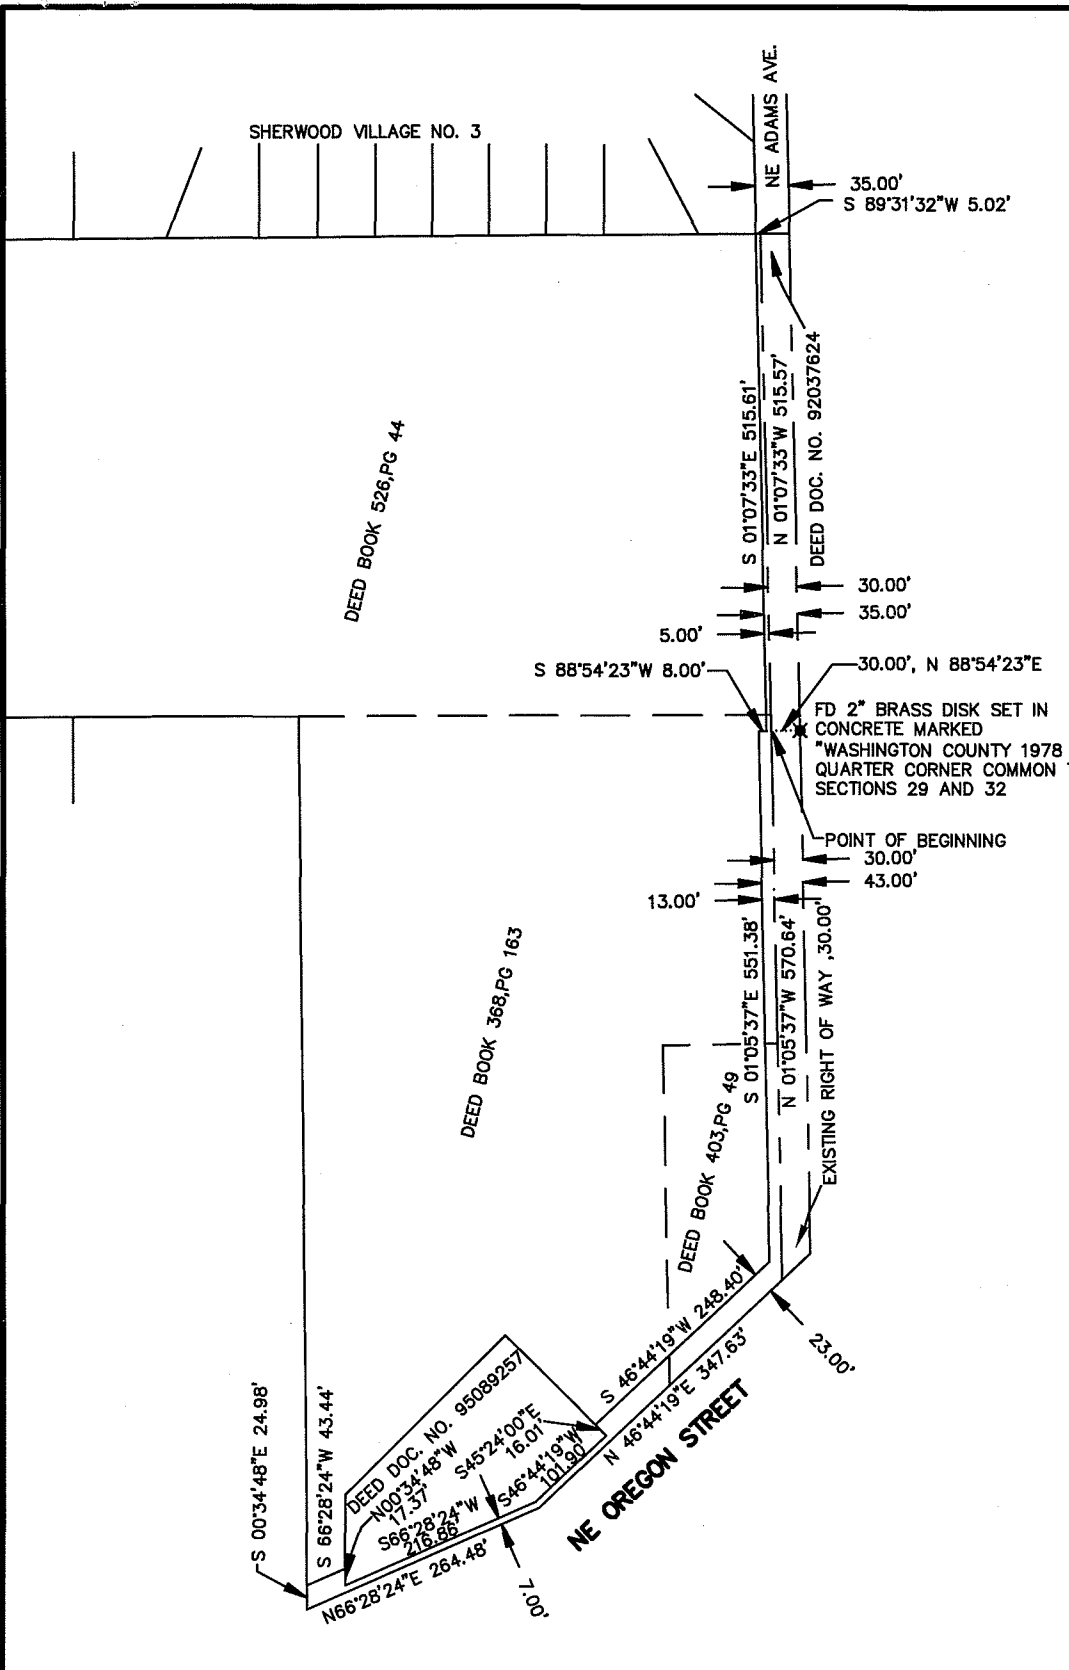 NE ADAMS AVE.
SHERWOOD VILLAGE NO. 3
35.00'
S 89°31'32"W 5.02'
DEED BOOK 526,PG 44
S 01°07'33"E 515.61'
N 01°07'33"W 515.57'
DEED DOC. NO. 92037624
30.00'
35.00'
5.00'
S 88°54'23"W 8.00'
30.00', N 88°54'23"E
FD 2" BRASS DISK SET IN
CONCRETE MARKED
"WASHINGTON COUNTY 1978
QUARTER CORNER COMMON
SECTIONS 29 AND 32
POINT OF BEGINNING
30.00'
43.00'
13.00'
DEED BOOK 368,PG 163
S 01°05'37"E 551.38'
N 01°05'37"W 570.64'
EXISTING RIGHT OF WAY ,30.00'
DEED BOOK 403,PG 49
S 46°44'19"W 248.40'
N 46°44'19"E 347.63'
23.00'
NE OREGON STREET
S 00°34'48"E 24.98'
S 66°28'24"W 43.44'
DEED DOC. NO. 95089257
N00°34'48"W
17.37'
S45°24'00"E
16.01'
S46°44'19"W
101.90'
S66°28'24"W
216.86'
N66°28'24"E 264.48'
7.00'